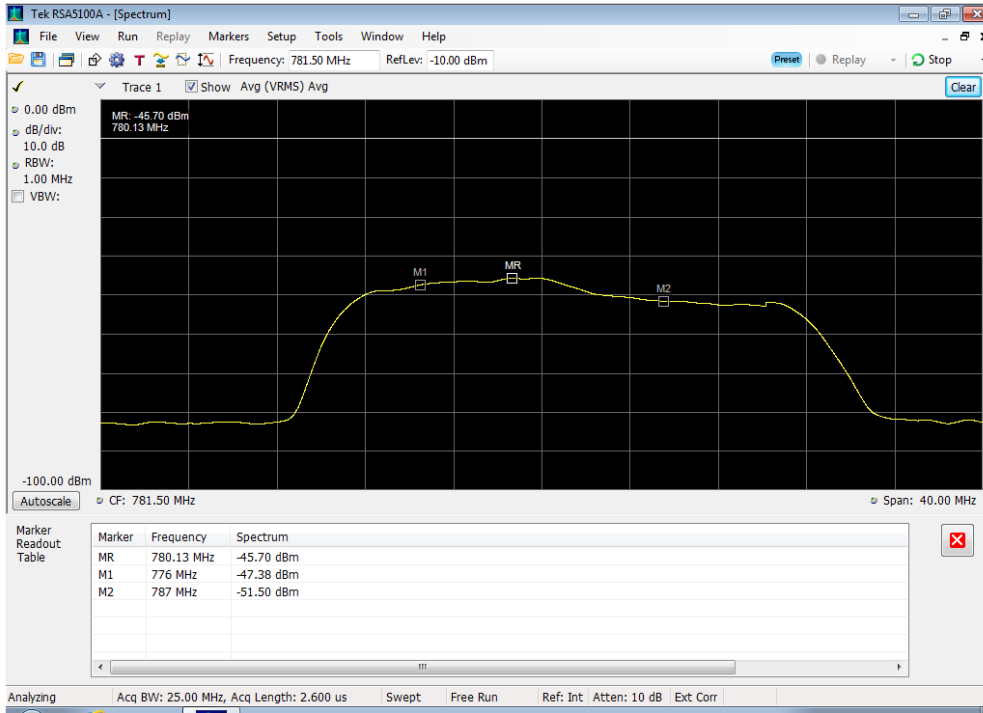 Tek RSA5100A - [Spectrum]
File View Run Replay Markers Setup Tools Window Help
T Frequency: 781.50 MHz RefLev: -10.00 dBm Preset Replay Stop
Trace 1 Show Avg (VRMS) Avg Clear
0.00 dBm
dB/div:
10.0 dB
RBW:
1.00 MHz
VBW:
MR: -45.70 dBm
780.13 MHz
M1
MR
M2
-100.00 dBm
Autoscale CF: 781.50 MHz Span: 40.00 MHz
Marker
Readout
Table
Marker Frequency Spectrum
MR 780.13 MHz -45.70 dBm
M1 776 MHz -47.38 dBm
M2 787 MHz -51.50 dBm
Analyzing Acq BW: 25.00 MHz, Acq Length: 2.600 us Swept Free Run Ref: Int Atten: 10 dB Ext Corr